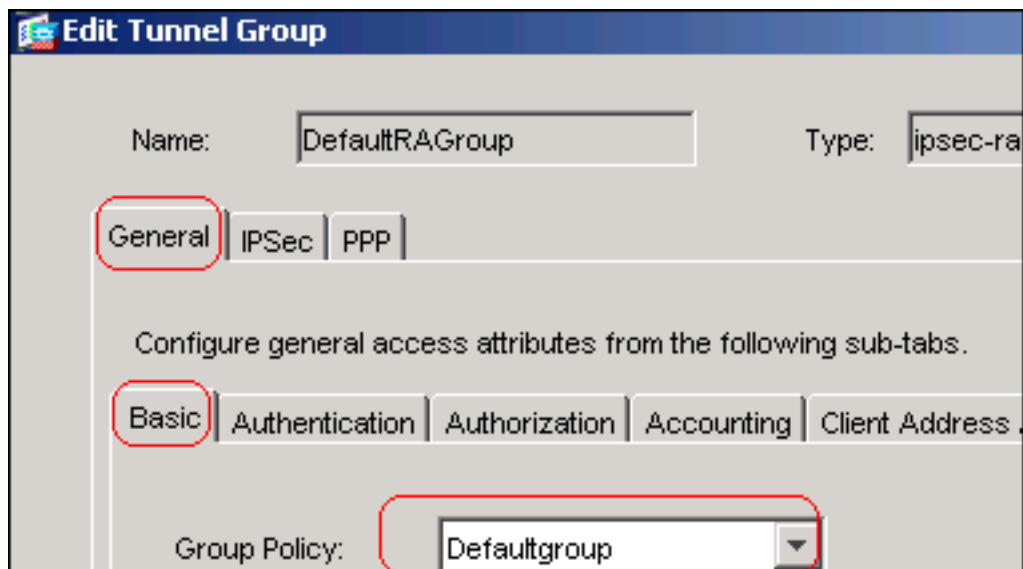 Edit Tunnel Group
Name: DefaultRAGroup Type: ipsec-ra
General IPSec PPP
Configure general access attributes from the following sub-tabs.
Basic Authentication Authorization Accounting Client Address
Group Policy: Defaultgroup